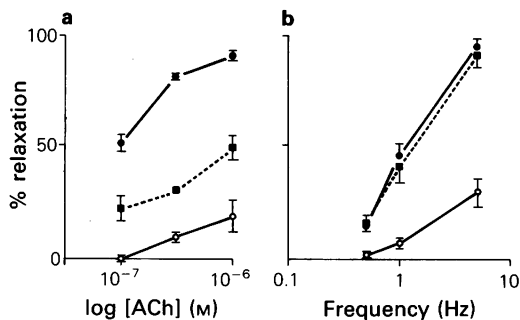 a
b
100
50
0
% relaxation
10⁻⁷
10⁻⁶
log [ACh] (M)
0.1
1
10
Frequency (Hz)